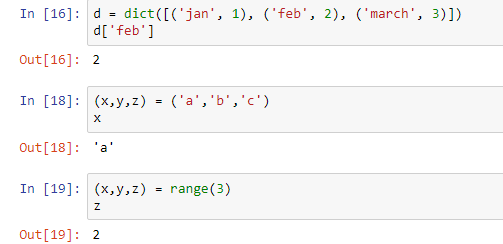 In [16]: d = dict([('jan', 1), ('feb', 2), ('march', 3)])
d['feb']
Out[16]: 2
In [18]: (x,y,z) = ('a','b','c')
x
Out[18]: 'a'
In [19]: (x,y,z) = range(3)
z
Out[19]: 2